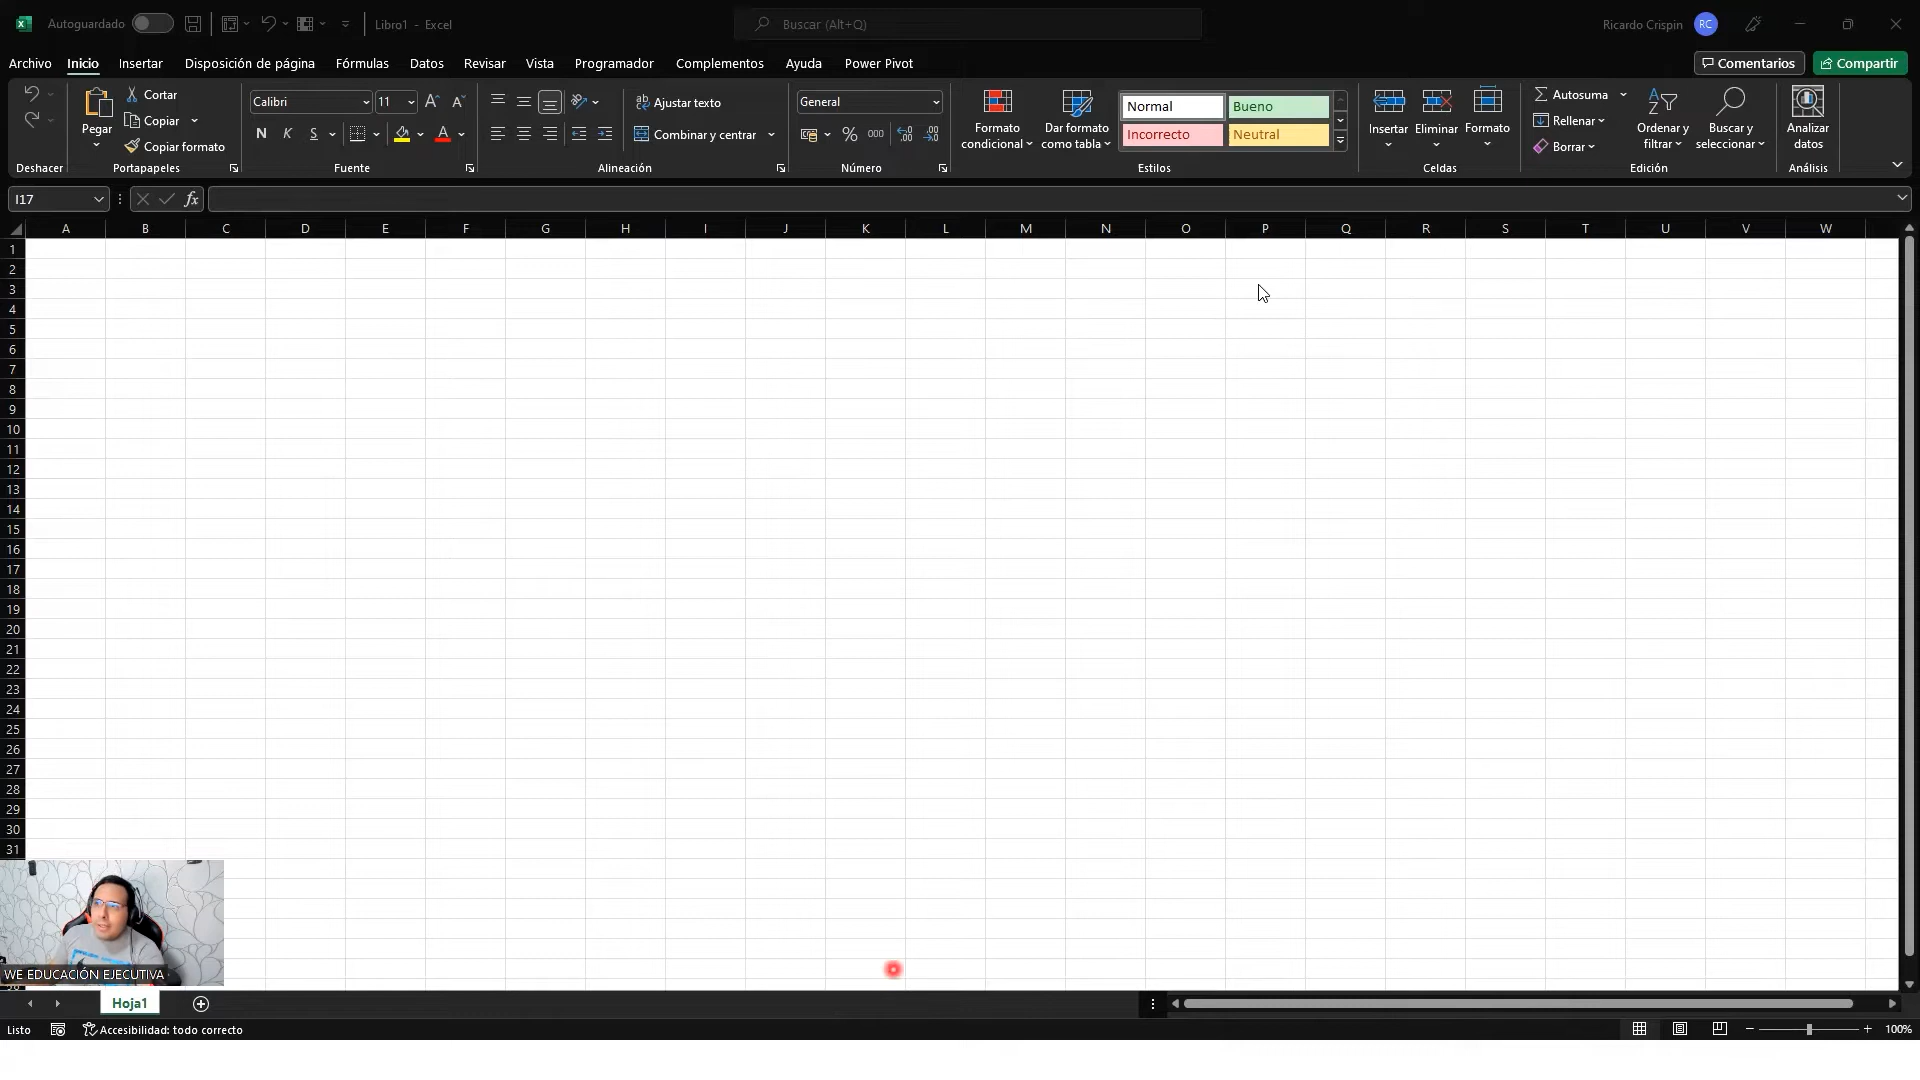 Autoguardado
Libro1 - Excel
Buscar (Alt+Q)
Ricardo Crispin
RC
Archivo
Inicio
Insertar
Disposición de página
Fórmulas
Datos
Revisar
Vista
Programador
Complementos
Ayuda
Power Pivot
Comentarios
Compartir
Pegar
Cortar
Copiar
Copiar formato
Calibri
11
N K S
Ajustar texto
Combinar y centrar
General
% 000
Formato condicional
Dar formato como tabla
Normal
Bueno
Incorrecto
Neutral
Insertar
Eliminar
Formato
Autosuma
Rellenar
Borrar
Ordenar y filtrar
Buscar y seleccionar
Analizar datos
Deshacer
Portapapeles
Fuente
Alineación
Número
Estilos
Celdas
Edición
Análisis
I17
fx
A B C D E F G H I J K L M N O P Q R S T U V W
1
2
3
4
5
6
7
8
9
10
11
12
13
14
15
16
17
18
19
20
21
22
23
24
25
26
27
28
29
30
31
WE EDUCACIÓN EJECUTIVA
Hoja1
Listo
Accesibilidad: todo correcto
100%